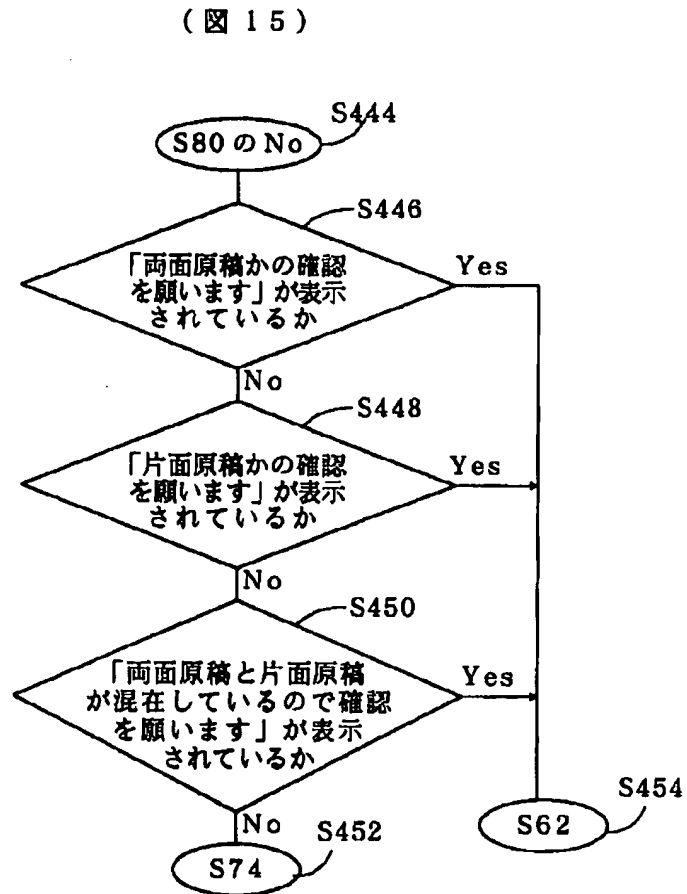 (図 15)
S444
S80のNo
S446
「両面原稿かの確認
を願います」が表示
されているか
Yes
No
S448
「片面原稿かの確認
を願います」が表示
されているか
Yes
No
S450
「両面原稿と片面原稿
が混在しているので確認
を願います」が表示
されているか
Yes
No
S452
S74
S454
S62